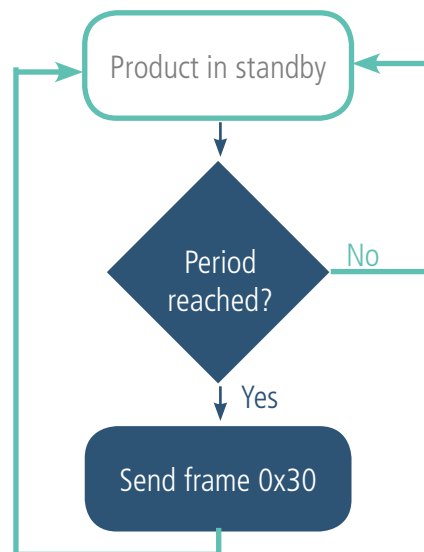 Product in standby
Period
reached?
No
Yes
Send frame 0x30